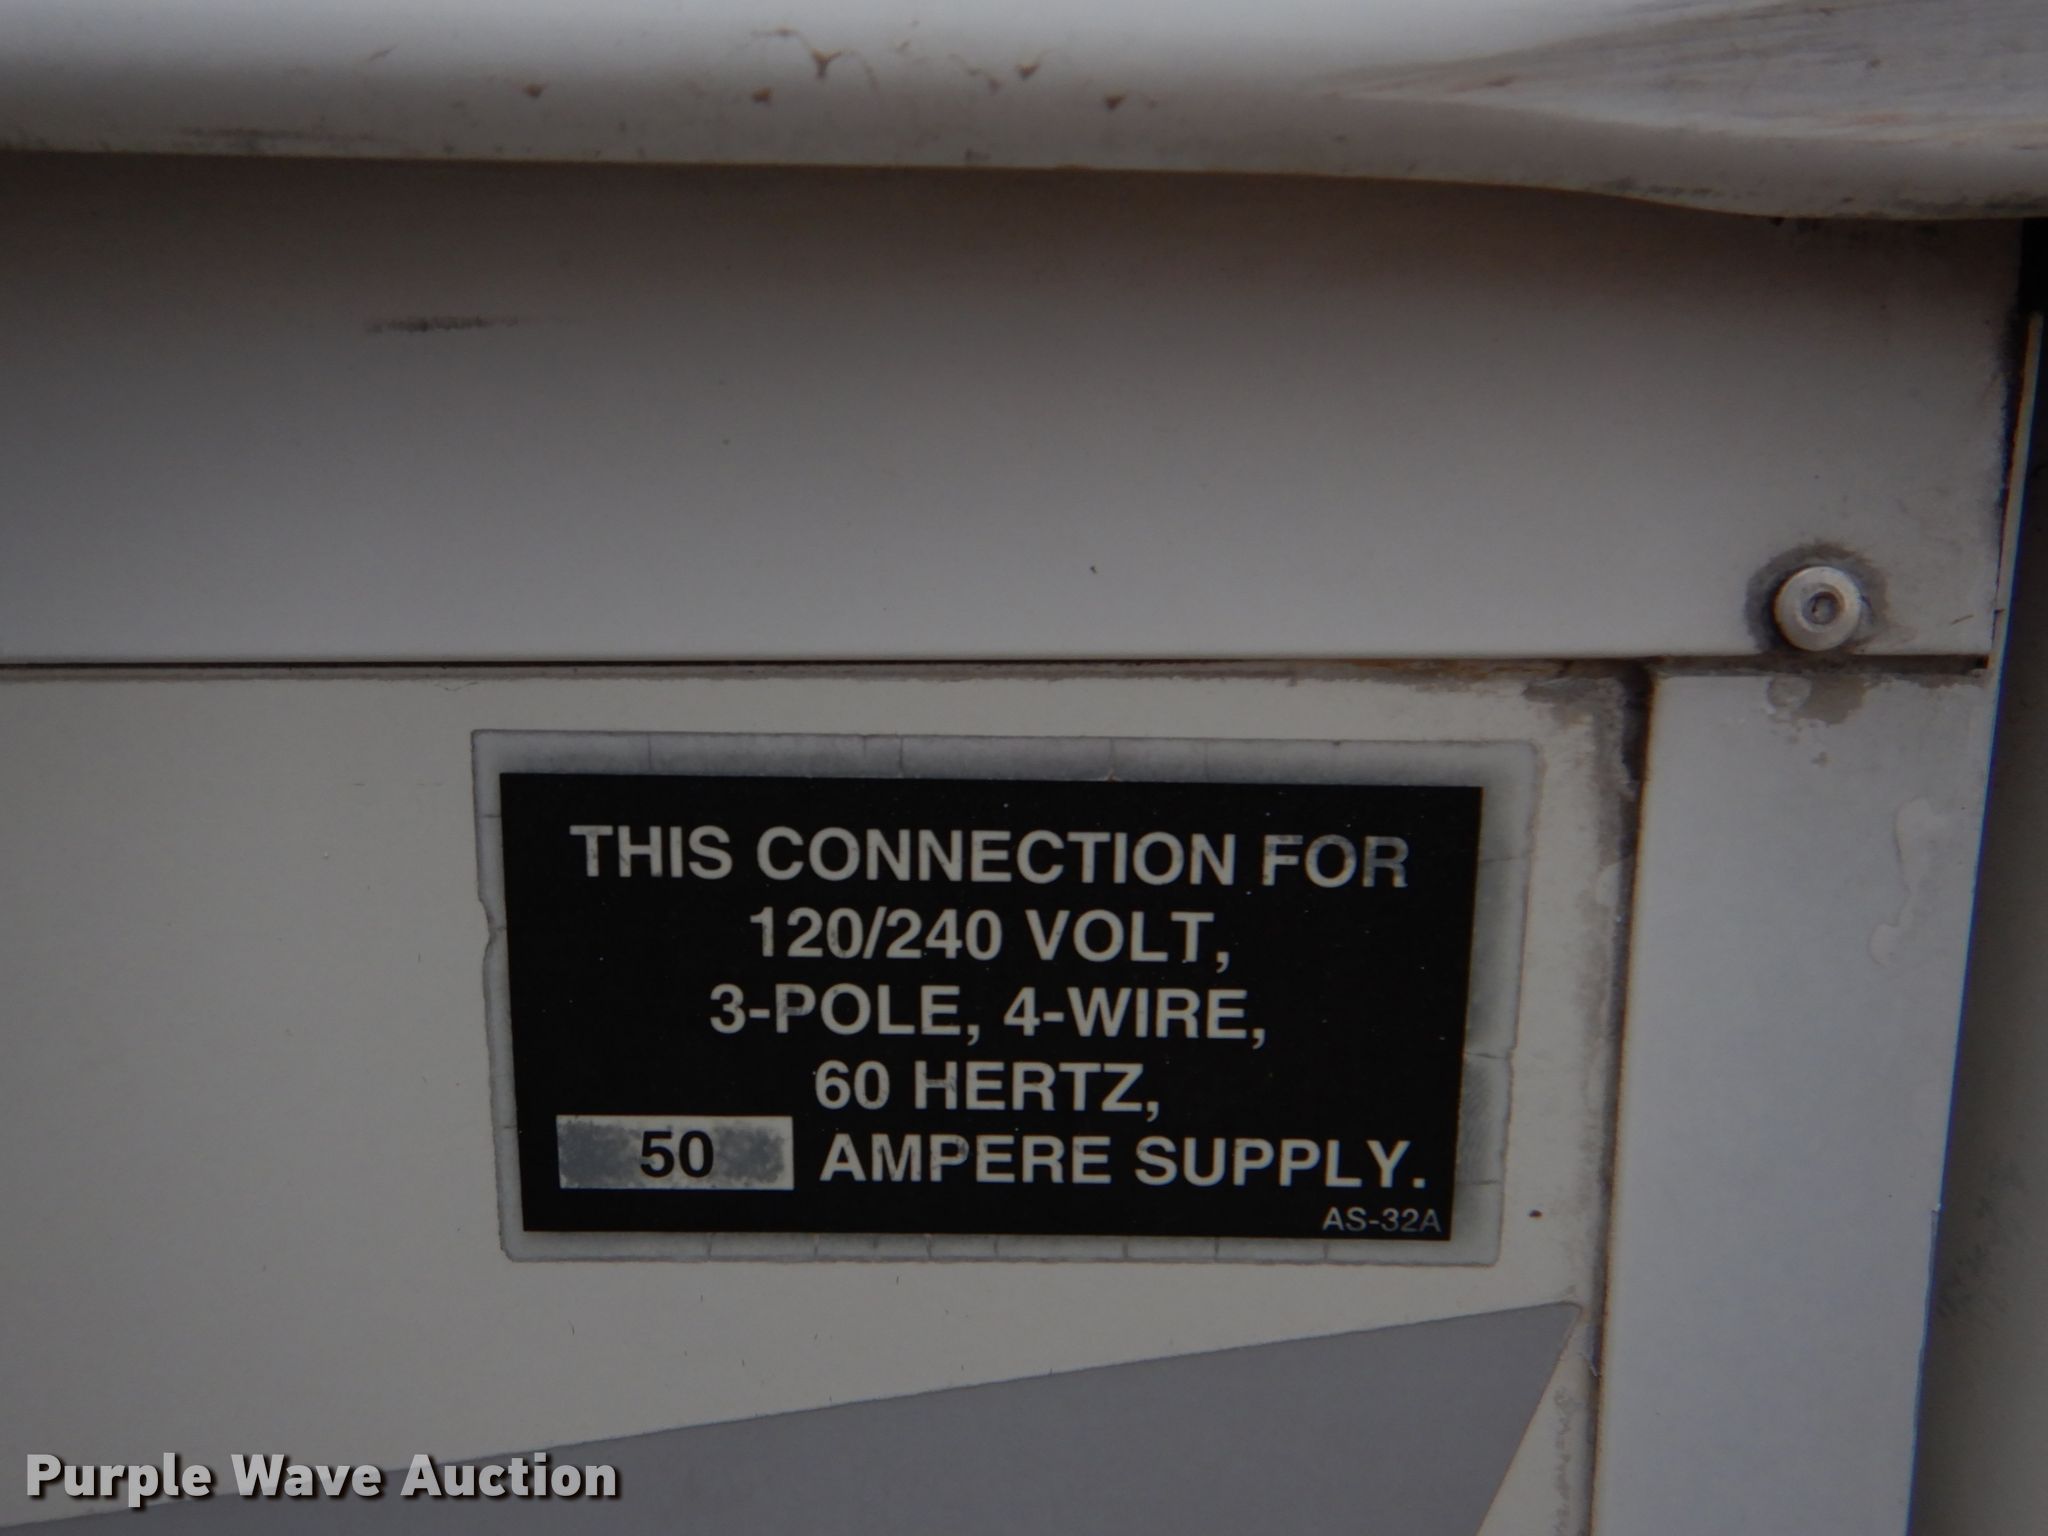 THIS CONNECTION FOR
120/240 VOLT,
3-POLE, 4-WIRE,
60 HERTZ,
50 AMPERE SUPPLY.
AS-32A
Purple Wave Auction